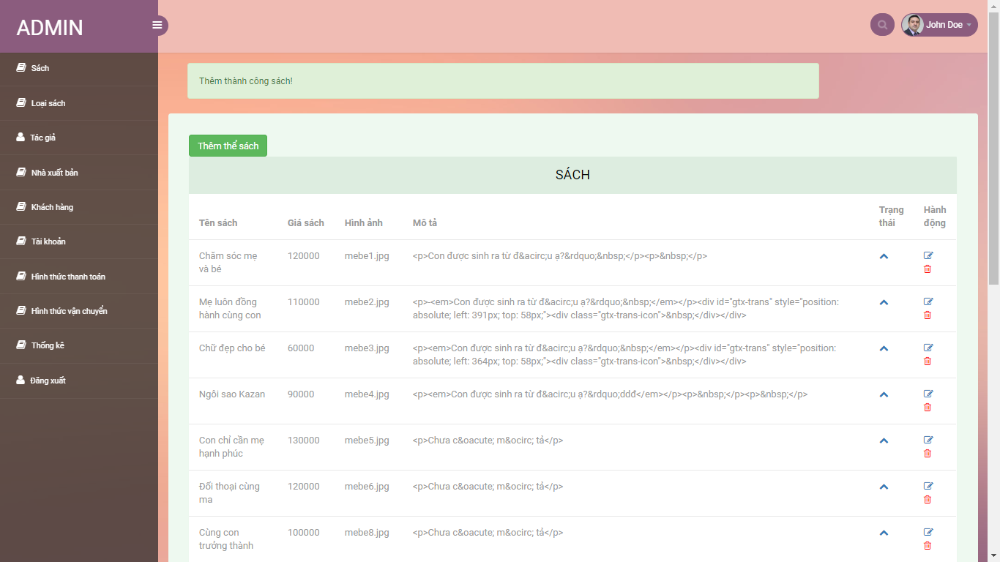 ADMIN
John Doe
Sách
Loại sách
Tác giả
Nhà xuất bản
Khách hàng
Tài khoản
Hình thức thanh toán
Hình thức vận chuyển
Thống kê
Đăng xuất
Thêm thành công sách!
Thêm thể sách
SÁCH
Tên sách Giá sách Hình ảnh Mô tả Trạng thái Hành động
Chăm sóc mẹ 120000 mebe1.jpg <p>Con được sinh ra từ đ&acirc;u ạ?&rdquo;&nbsp;</p><p>&nbsp;</p>
và bé
Mẹ luôn đồng 110000 mebe2.jpg <p>-<em>Con được sinh ra từ đ&acirc;u ạ?&rdquo;&nbsp;</em></p><div id="gtx-trans" style="position:
hành cùng con absolute; left: 391px; top: 58px;"><div class="gtx-trans-icon">&nbsp;</div></div>
Chữ đẹp cho bé 60000 mebe3.jpg <p><em>Con được sinh ra từ đ&acirc;u ạ?&rdquo;&nbsp;</em></p><div id="gtx-trans" style="position:
absolute; left: 364px; top: 58px;"><div class="gtx-trans-icon">&nbsp;</div></div>
Ngôi sao Kazan 90000 mebe4.jpg <p><em>Con được sinh ra từ đ&acirc;u ạ?&rdquo;ddđ</em></p><p>&nbsp;</p><p>&nbsp;</p>
Con chỉ cần mẹ 130000 mebe5.jpg <p>Chưa c&oacute; m&ocirc; tả</p>
hạnh phúc
Đối thoại cùng 120000 mebe6.jpg <p>Chưa c&oacute; m&ocirc; tả</p>
ma
Cùng con 100000 mebe8.jpg <p>Chưa c&oacute; m&ocirc; tả</p>
trưởng thành